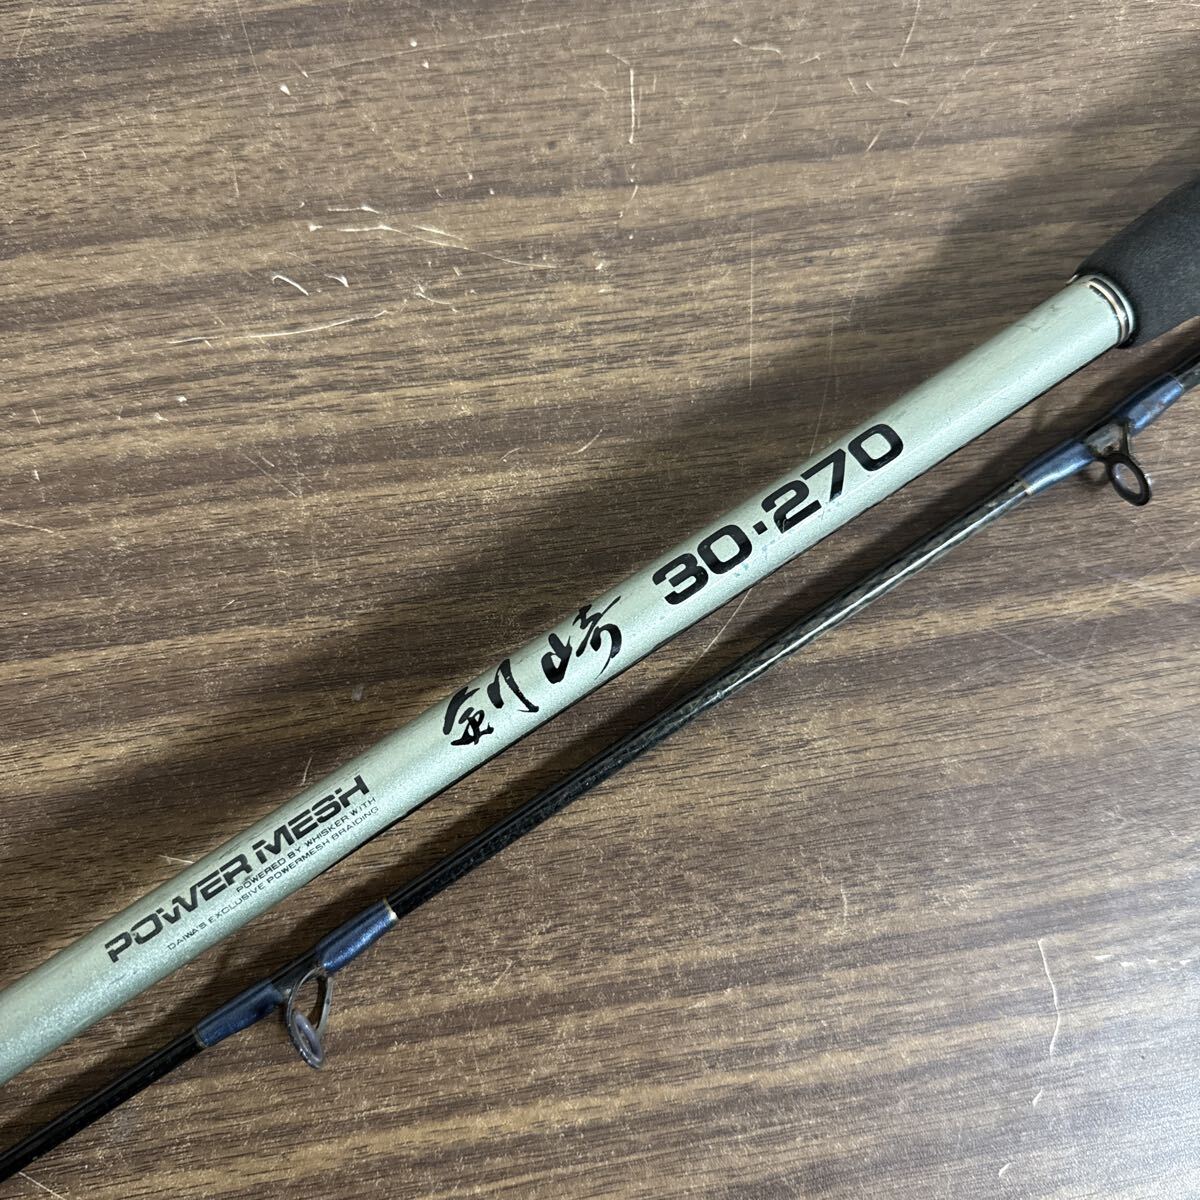 POWER MESH
POWERED BY WHISKER WITH
DAIWA'S EXCLUSIVE POWERMESH BRAIDING
剣崎 30·270